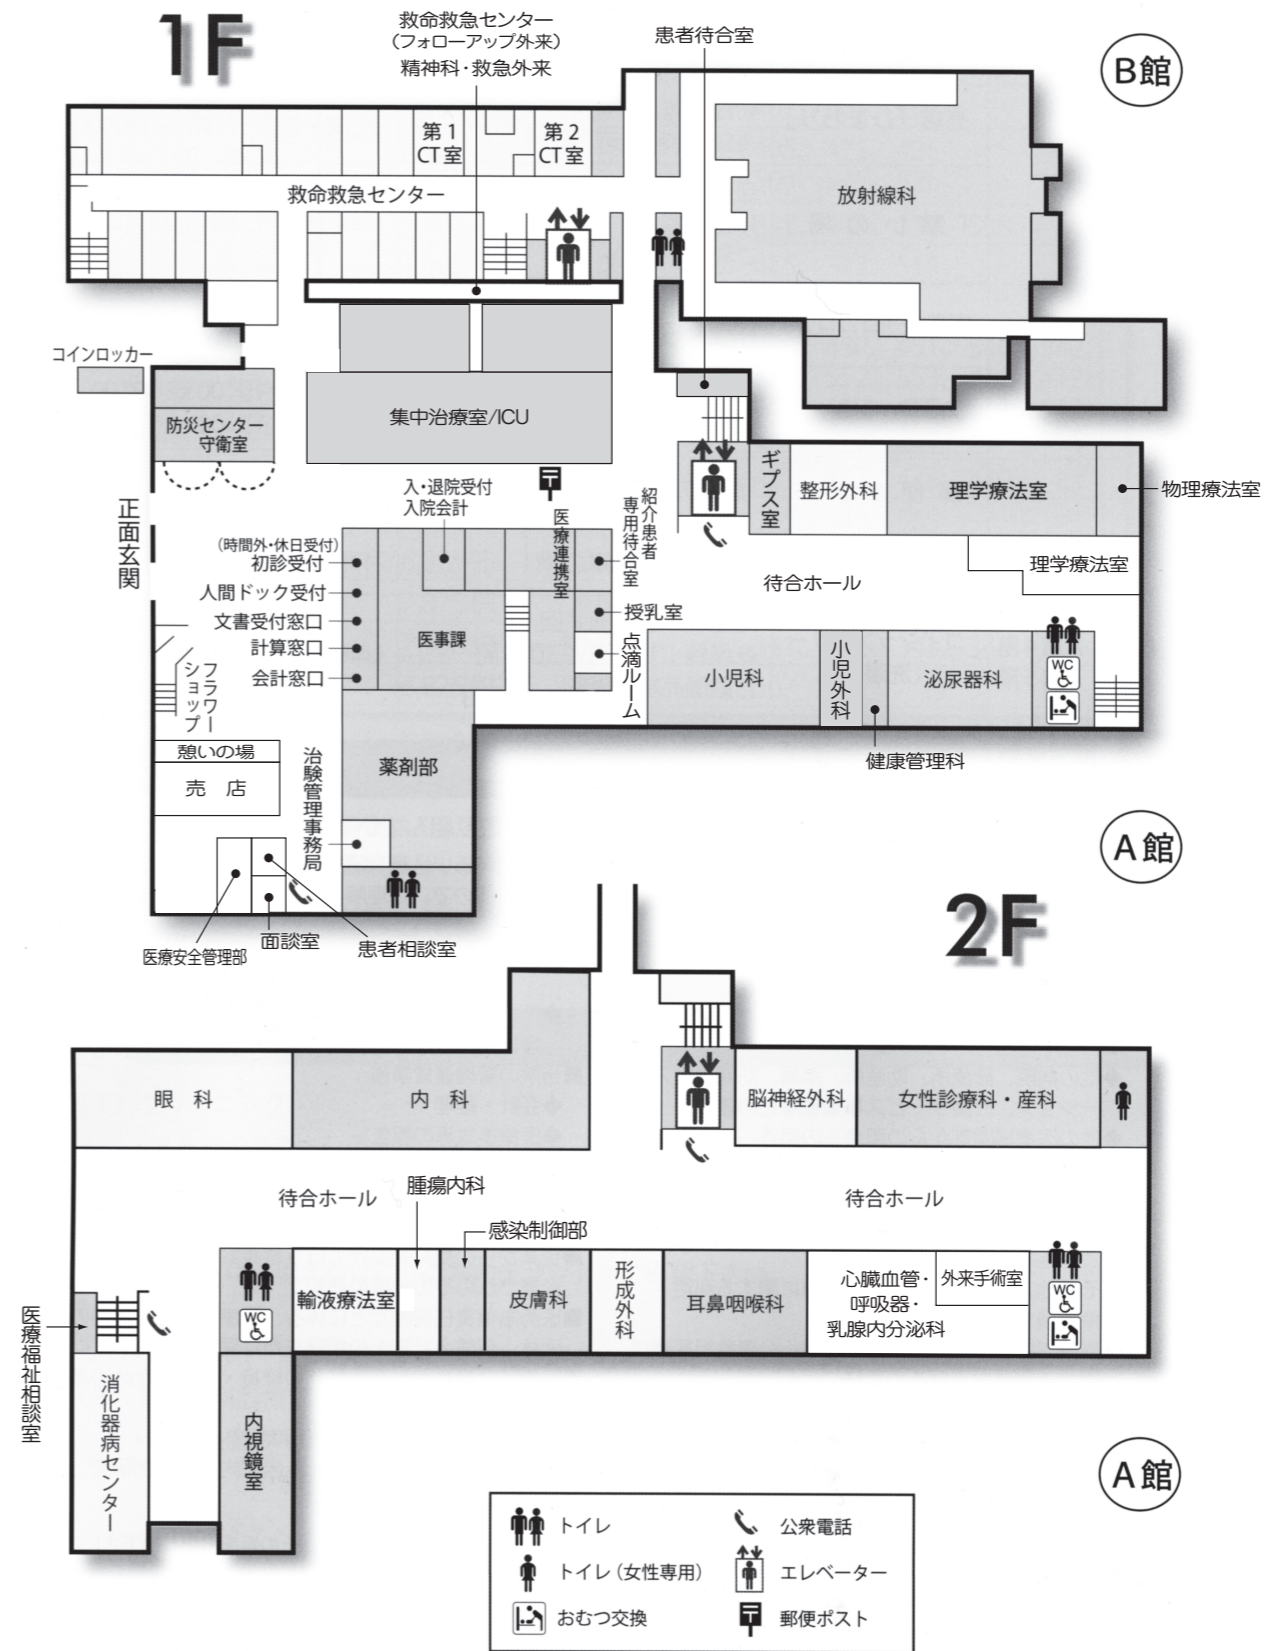 1F
救命救急センター
（フォローアップ外来）
精神科・救急外来
患者待合室
B館
第1
CT室
第2
CT室
救命救急センター
放射線科
コインロッカー
防災センター
守衛室
集中治療室/ICU
正面玄関
入・退院受付
入院会計
医療連携室
紹介患者
専用待合室
ギプス室
整形外科
理学療法室
物理療法室
（時間外・休日受付）
初診受付
人間ドック受付
文書受付窓口
計算窓口
会計窓口
医事課
授乳室
点滴ルーム
待合ホール
理学療法室
フラワー
ショップ
小児科
小児外科
泌尿器科
WC
健康管理科
憩いの場
売店
治験管理事務局
薬剤部
医療安全管理部
面談室
患者相談室
A館
2F
眼科
内科
脳神経外科
女性診療科・産科
待合ホール
腫瘍内科
感染制御部
待合ホール
医療福祉相談室
WC
輸液療法室
皮膚科
形成外科
耳鼻咽喉科
心臓血管・
呼吸器・
乳腺内分泌科
外来手術室
WC
消化器病センター
内視鏡室
A館
トイレ
公衆電話
トイレ（女性専用）
エレベーター
おむつ交換
郵便ポスト